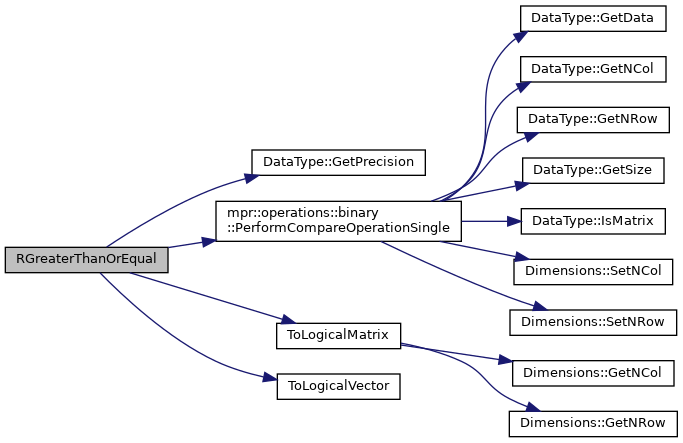 RGreaterThanOrEqual
DataType::GetPrecision
mpr::operations::binary
::PerformCompareOperationSingle
ToLogicalMatrix
ToLogicalVector
DataType::GetData
DataType::GetNCol
DataType::GetNRow
DataType::GetSize
DataType::IsMatrix
Dimensions::SetNCol
Dimensions::SetNRow
Dimensions::GetNCol
Dimensions::GetNRow